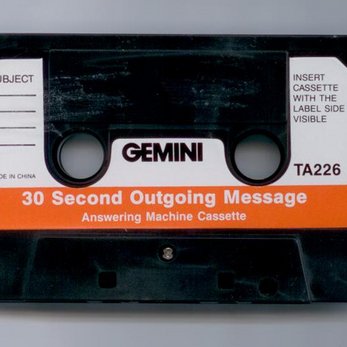 UBJECT
INSERT
CASSETTE
WITH THE
LABEL SIDE
VISIBLE
GEMINI
DE IN CHINA
TA226
30 Second Outgoing Message
Answering Machine Cassette